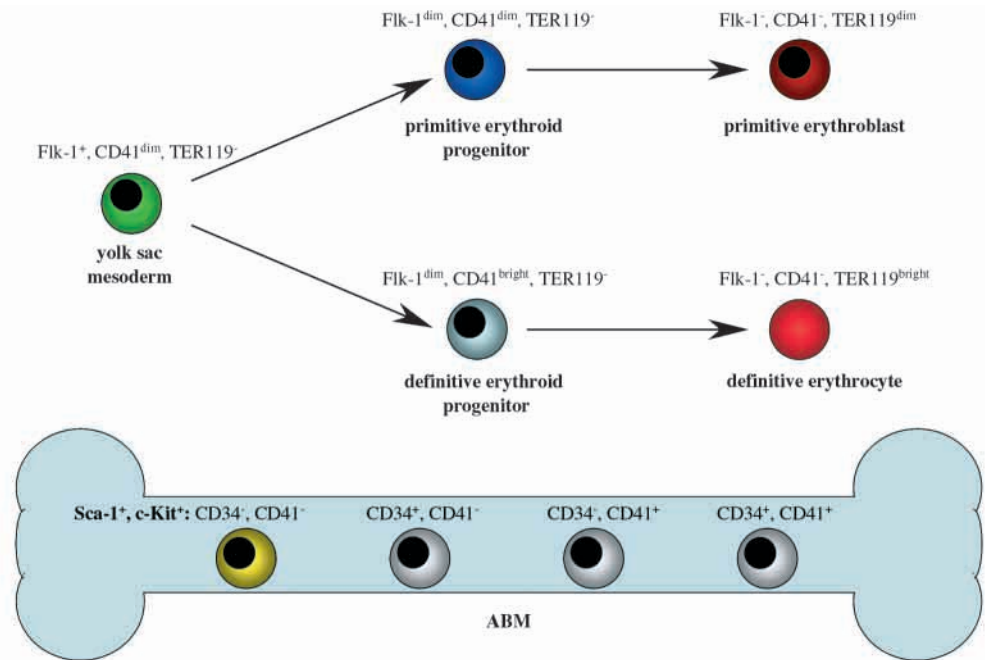 Flk-1dim, CD41dim, TER119-
Flk-1-, CD41-, TER119dim
primitive erythroid
progenitor
primitive erythroblast
Flk-1+, CD41dim, TER119-
yolk sac
mesoderm
Flk-1dim, CD41bright, TER119-
Flk-1-, CD41-, TER119bright
definitive erythroid
progenitor
definitive erythrocyte
Sca-1+, c-Kit+: CD34-, CD41-
CD34+, CD41-
CD34-, CD41+
CD34+, CD41+
ABM